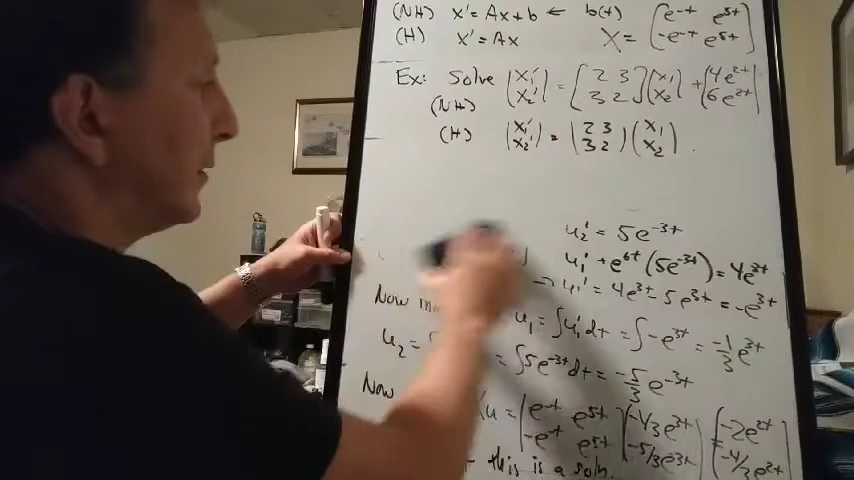 (NH) x' = Ax + b ← b(t)
(H) x' = Ax X = (e^-t e^5t -e^-t e^5t)
Ex: Solve (x₁' x₂') = [2 3 3 2](x₁ x₂) + (4e^2t 6e^2t)
(NH)
(H) (x₁' x₂') = (2 3 3 2)(x₁ x₂)
u₂' = 5e^-3t
u₁' + e^6t(5e^-3t) = 4e^3t
→ u₁' = 4e^3t - 5e^3t = -e^3t
Now
u₁ = ∫u₁' dt = ∫-e^3t = -1/3 e^3t
u₂ = ∫5e^-3t dt = -5/3 e^-3t
Now Xu = (e^-t e^5t -e^-t e^5t)(-1/3 e^3t -5/3 e^-3t) = (-2e^2t -4/3 e^2t)
this is a soln.